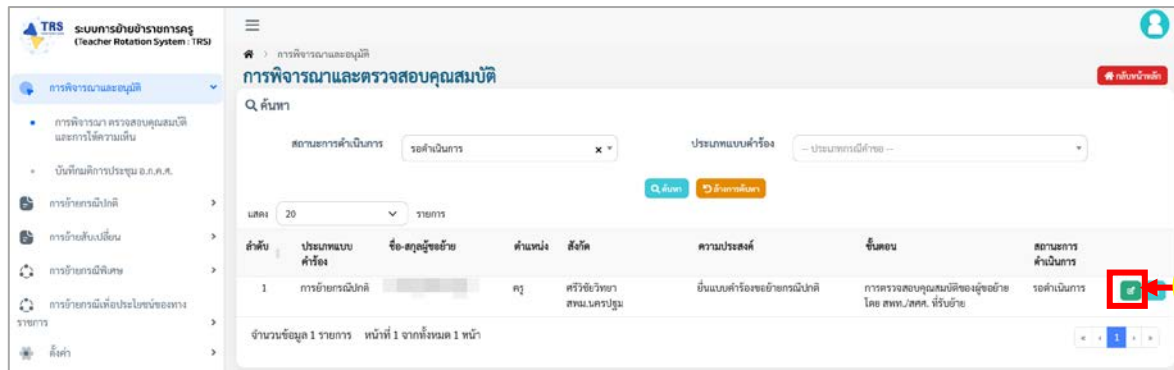 TRS ระบบการย้ายข้าราชการครู
(Teacher Rotation System : TRS)
การพิจารณาและอนุมัติ
การพิจารณา ตรวจสอบคุณสมบัติ
และการให้ความเห็น
บันทึกมติการประชุม อ.ก.ค.ศ.
การย้ายกรณีปกติ
การย้ายสับเปลี่ยน
การย้ายกรณีพิเศษ
การย้ายกรณีเพื่อประโยชน์ของทาง
ราชการ
ตั้งค่า
การพิจารณาและอนุมัติ
การพิจารณาและตรวจสอบคุณสมบัติ
กลับหน้าหลัก
ค้นหา
สถานะการดำเนินการ รอดำเนินการ ประเภทแบบคำร้อง -- ประเภทกรณีคำขอ --
ค้นหา ล้างการค้นหา
แสดง 20 รายการ
ลำดับ ประเภทแบบ ชื่อ-สกุลผู้ขอย้าย ตำแหน่ง สังกัด ความประสงค์ ขั้นตอน สถานะการ
คำร้อง ดำเนินการ
1 การย้ายกรณีปกติ ครู ศรีวิชัยวิทยา ยื่นแบบคำร้องขอย้ายกรณีปกติ การตรวจสอบคุณสมบัติของผู้ขอย้าย รอดำเนินการ
สพม.นครปฐม โดย สพท./สศศ. ที่รับย้าย
จำนวนข้อมูล 1 รายการ หน้าที่ 1 จากทั้งหมด 1 หน้า
« ‹ 1 › »